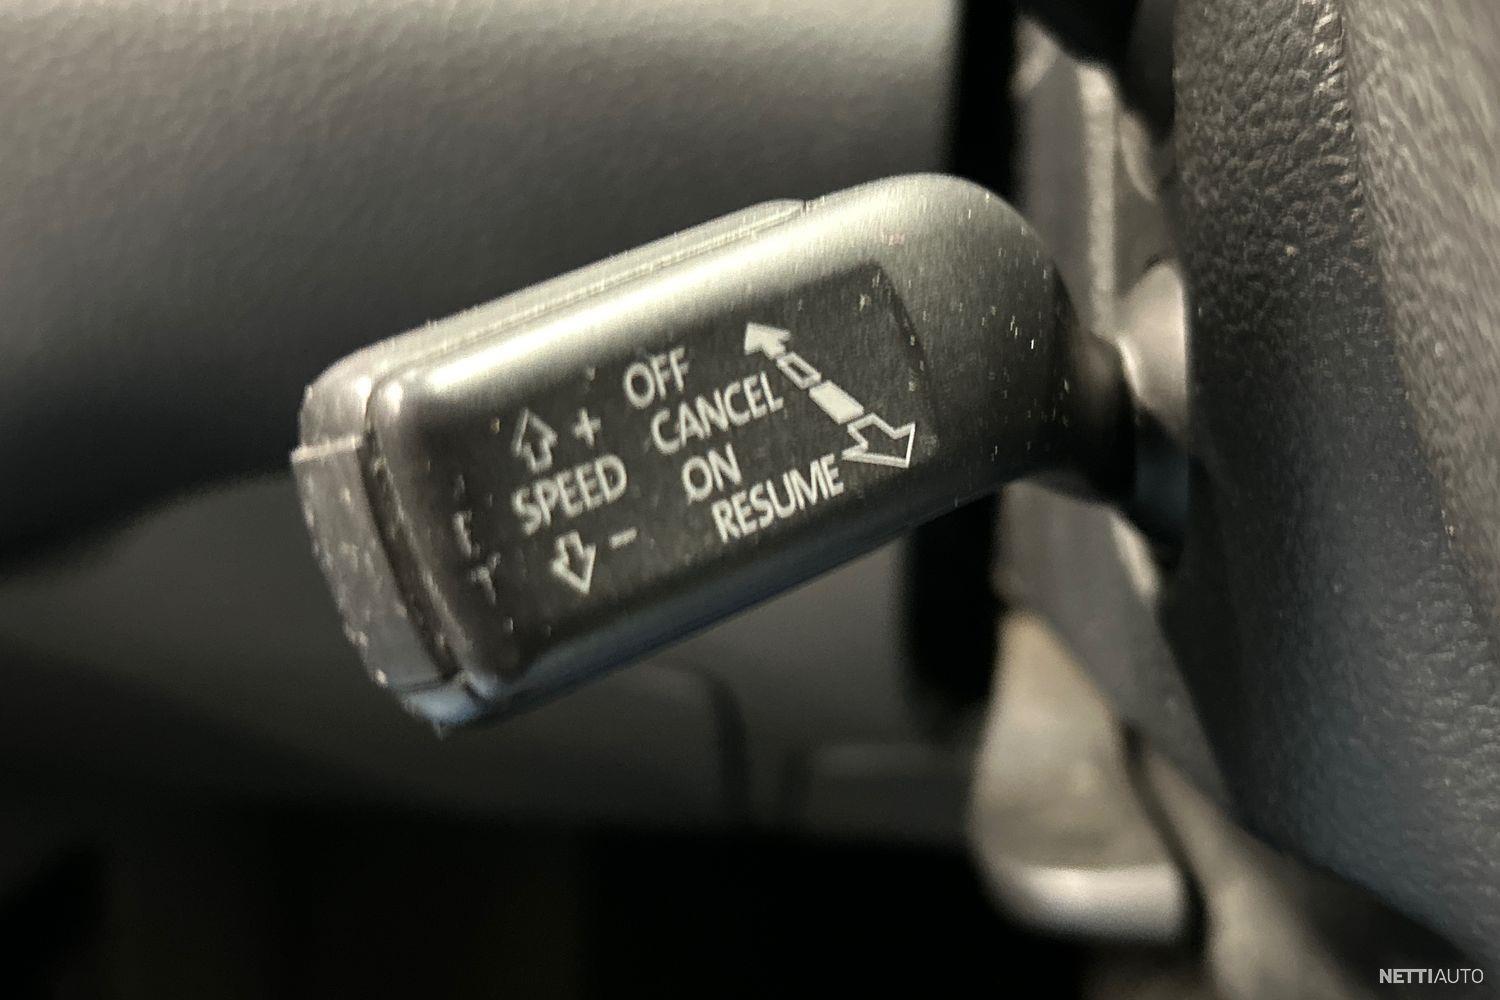 OFF
CANCEL
ON
RESUME
+
SPEED
-
E
T
NETTIAUTO